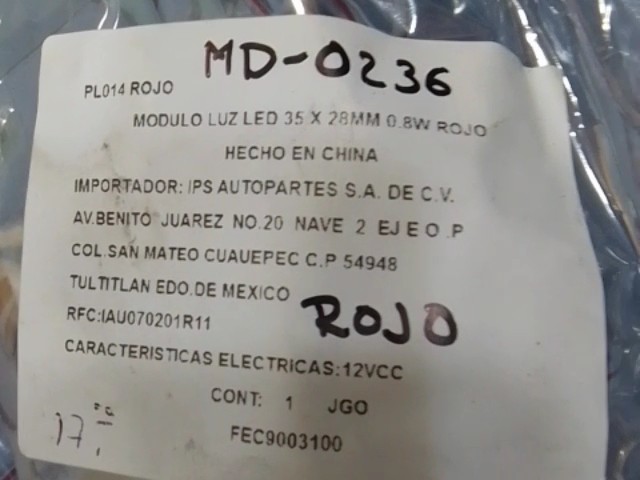 MD-0236
PL014 ROJO
MODULO LUZ LED 35 X 28MM 0.8W ROJO
HECHO EN CHINA
IMPORTADOR: IPS AUTOPARTES S.A. DE C.V.
AV.BENITO JUAREZ NO.20 NAVE 2 EJE O .P
COL.SAN MATEO CUAUEPEC C.P 54948
TULTITLAN EDO.DE MEXICO
ROJO
RFC:IAU070201R11
CARACTERISTICAS ELECTRICAS:12VCC
CONT: 1 JGO
17.00
FEC9003100